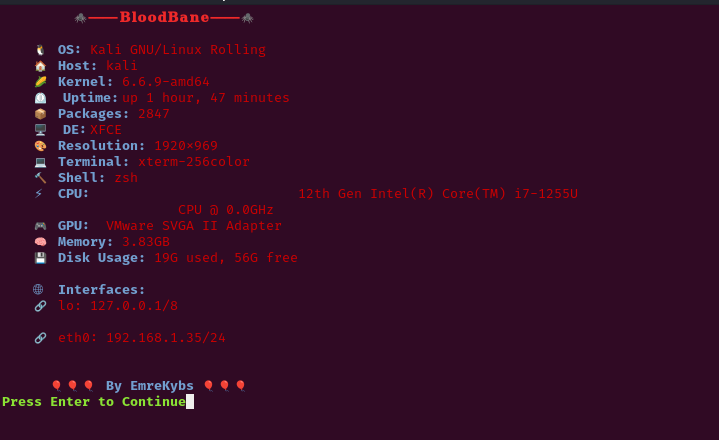 🕷️───BloodBane───🕷️
🐧 OS: Kali GNU/Linux Rolling
🏠 Host: kali
🌽 Kernel: 6.6.9-amd64
⏲️ Uptime: up 1 hour, 47 minutes
📦 Packages: 2847
🖥️ DE: XFCE
🎨 Resolution: 1920×969
💻 Terminal: xterm-256color
🔨 Shell: zsh
⚡ CPU: 12th Gen Intel(R) Core(TM) i7-1255U
CPU @ 0.0GHz
🎮 GPU: VMware SVGA II Adapter
🧠 Memory: 3.83GB
💾 Disk Usage: 19G used, 56G free
🌐 Interfaces:
🔗 lo: 127.0.0.1/8
🔗 eth0: 192.168.1.35/24
🎈🎈🎈 By EmreKybs 🎈🎈🎈
Press Enter to Continue